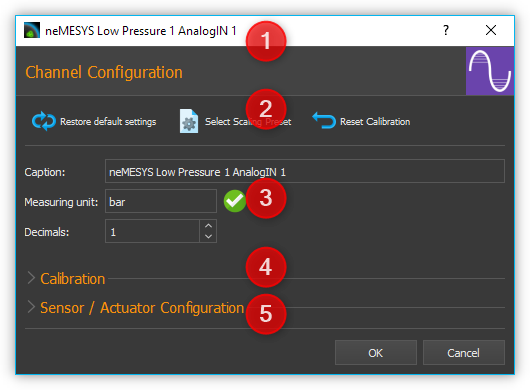 neMESYS Low Pressure 1 AnalogIN 1
1
?
Channel Configuration
2
Restore default settings Select Scaling Preset Reset Calibration
Caption: neMESYS Low Pressure 1 AnalogIN 1
Measuring unit: bar
3
Decimals: 1
Calibration
4
Sensor / Actuator Configuration
5
OK Cancel